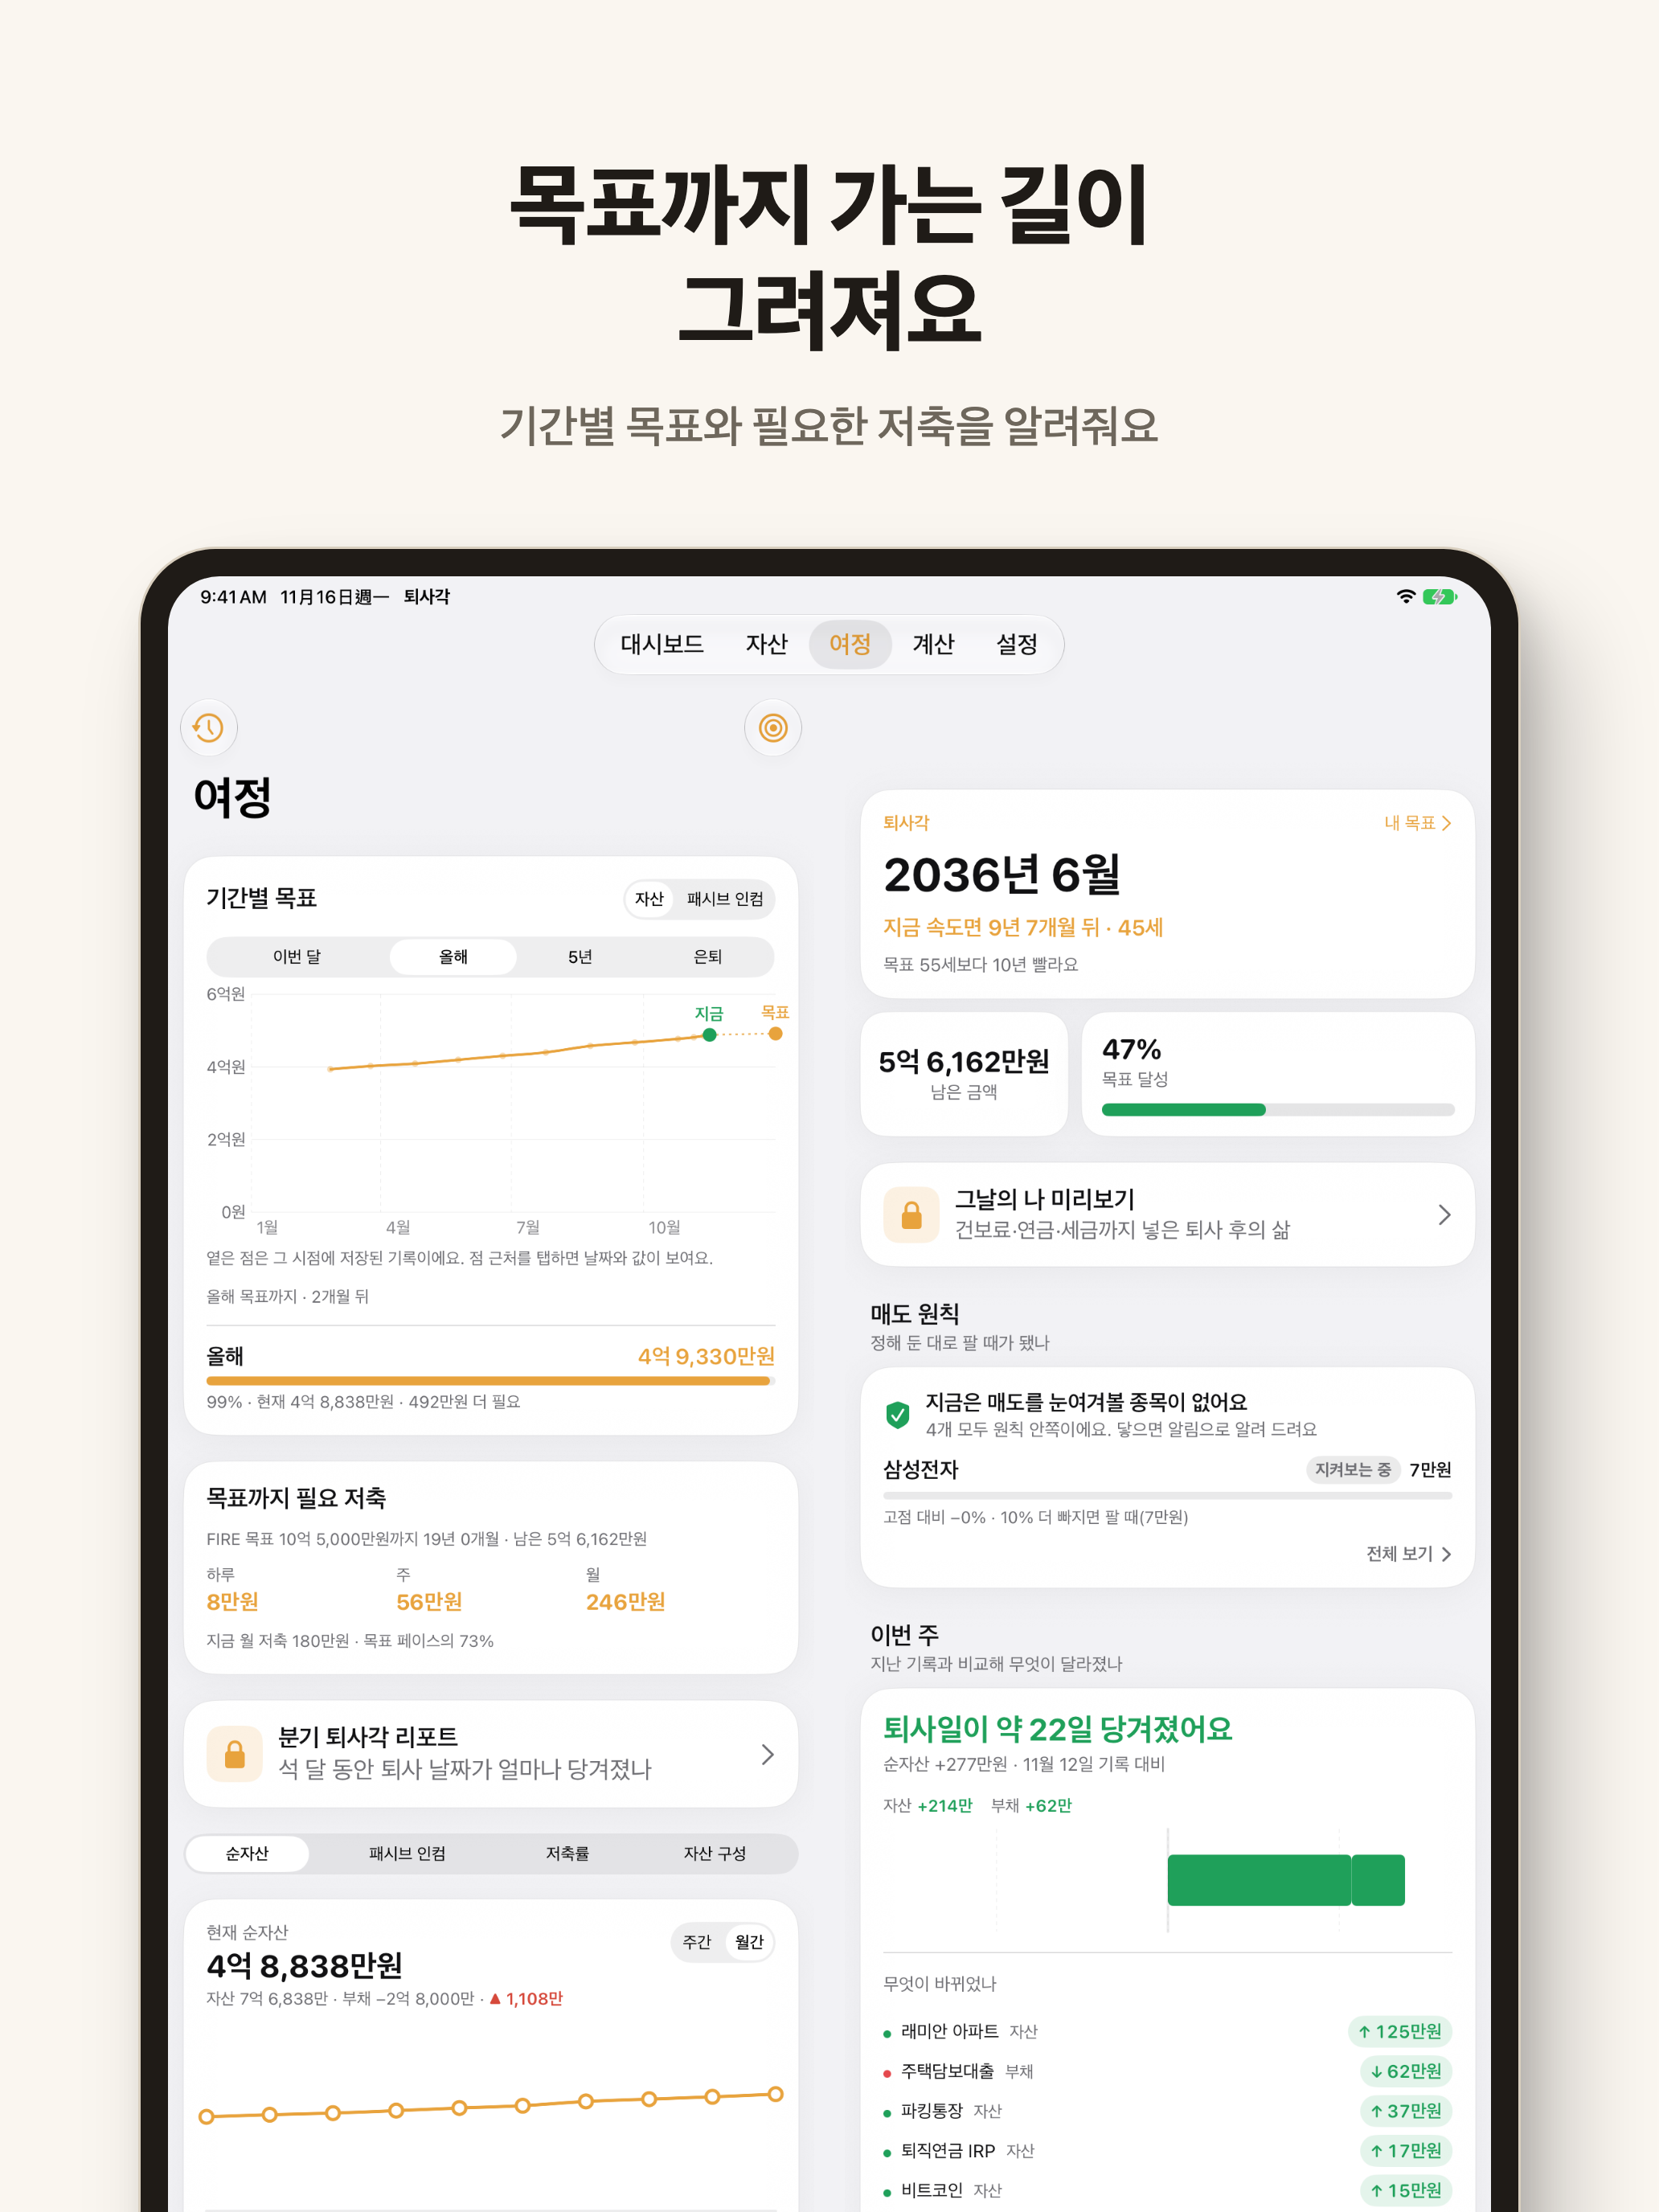 목표까지 가는 길이
그려져요
기간별 목표와 필요한 저축을 알려줘요
9:41 AM 11月16日週一 퇴사각
대시보드 자산 여정 계산 설정
여정
기간별 목표
자산 패시브 인컴
이번 달 올해 5년 은퇴
6억원
4억원
2억원
0원
지금 목표
1월 4월 7월 10월
옅은 점은 그 시점에 저장된 기록이에요. 점 근처를 탭하면 날짜와 값이 보여요.
올해 목표까지 · 2개월 뒤
올해 4억 9,330만원
99% · 현재 4억 8,838만원 · 492만원 더 필요
목표까지 필요 저축
FIRE 목표 10억 5,000만원까지 19년 0개월 · 남은 5억 6,162만원
하루 주 월
8만원 56만원 246만원
지금 월 저축 180만원 · 목표 페이스의 73%
분기 퇴사각 리포트
석 달 동안 퇴사 날짜가 얼마나 당겨졌나
순자산 패시브 인컴 저축률 자산 구성
현재 순자산
주간 월간
4억 8,838만원
자산 7억 6,838만 · 부채 −2억 8,000만 · ▲ 1,108만
퇴사각 내 목표
2036년 6월
지금 속도면 9년 7개월 뒤 · 45세
목표 55세보다 10년 빨라요
5억 6,162만원
남은 금액
47%
목표 달성
그날의 나 미리보기
건보료·연금·세금까지 넣은 퇴사 후의 삶
매도 원칙
정해 둔 대로 팔 때가 됐나
지금은 매도를 눈여겨볼 종목이 없어요
4개 모두 원칙 안쪽이에요. 닿으면 알림으로 알려 드려요
삼성전자 지켜보는 중 7만원
고점 대비 −0% · 10% 더 빠지면 팔 때(7만원)
전체 보기
이번 주
지난 기록과 비교해 무엇이 달라졌나
퇴사일이 약 22일 당겨졌어요
순자산 +277만원 · 11월 12일 기록 대비
자산 +214만 부채 +62만
무엇이 바뀌었나
래미안 아파트 자산 ↑ 125만원
주택담보대출 부채 ↓ 62만원
파킹통장 자산 ↑ 37만원
퇴직연금 IRP 자산 ↑ 17만원
비트코인 자산 ↑ 15만원